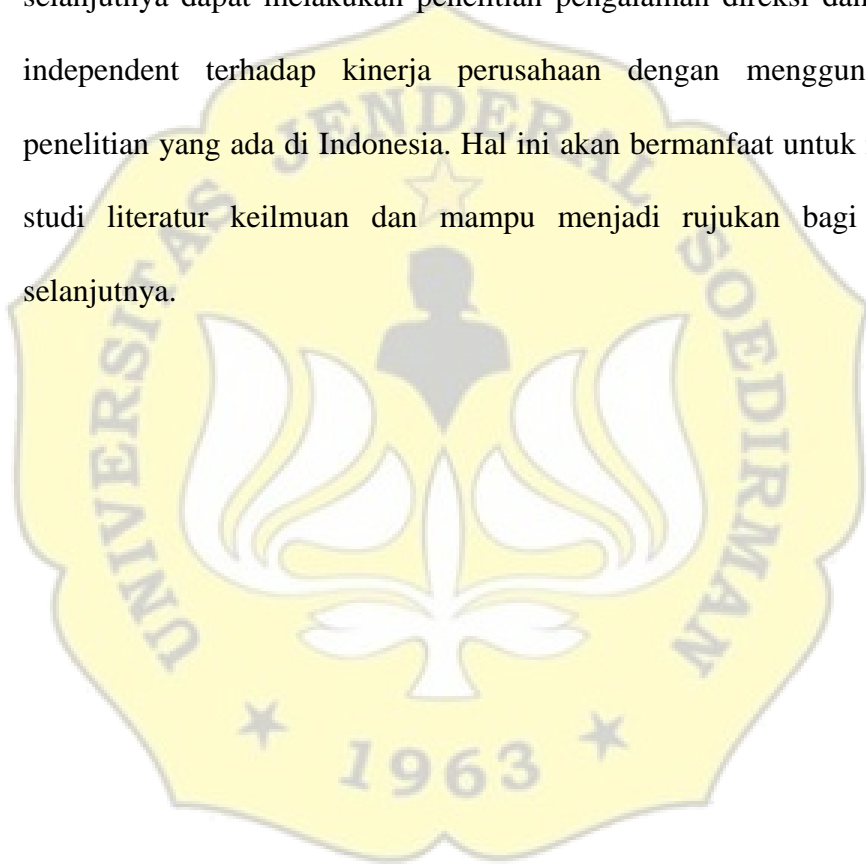 selanjutnya dapat melakukan penelitian pengalaman direksi dan
independent terhadap kinerja perusahaan dengan menggun
penelitian yang ada di Indonesia. Hal ini akan bermanfaat untuk
studi literatur keilmuan dan mampu menjadi rujukan bagi
selanjutnya.
UNIVERSITAS JENDERAL SOEDIRMAN
1963